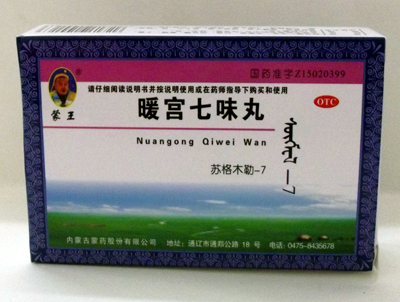 国药准字Z15020399
请仔细阅读说明书并按说明使用或在药师指导下购买和使用
蒙王
®
暖宫七味丸
OTC
Nuangong Qiwei Wan
苏格木勒-7
-7
内蒙古蒙药股份有限公司 地址：通辽市通郑公路 18 号 电话：0475-8435678